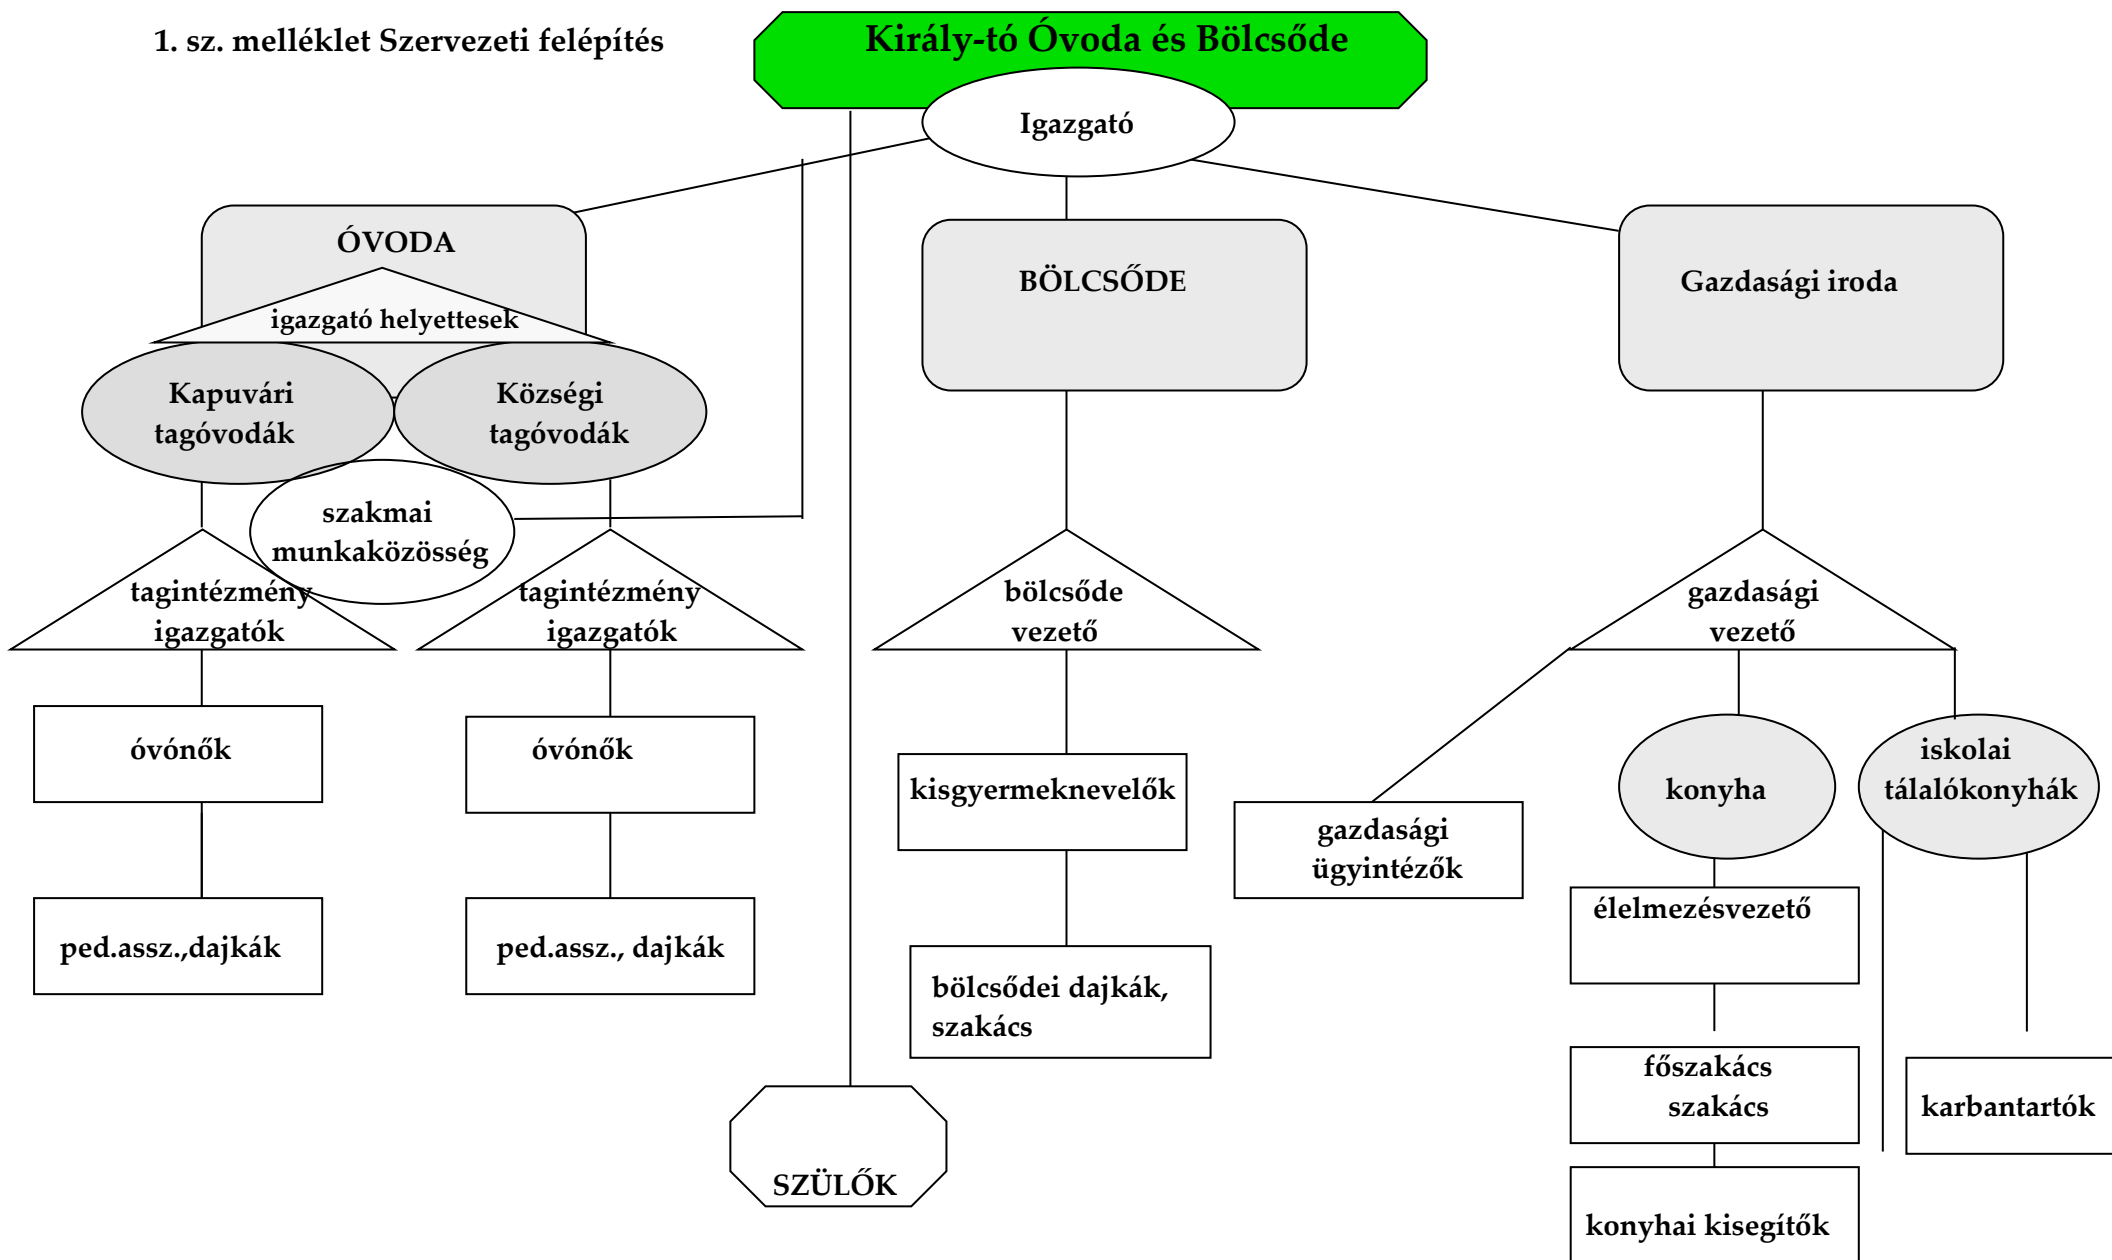 1. sz. melléklet Szervezeti felépítés
Király-tó Óvoda és Bölcsőde
Igazgató
ÓVODA
igazgató helyettesek
Kapuvári
tagóvodák
Községi
tagóvodák
szakmai
munkaközösség
tagintézmény
igazgatók
tagintézmény
igazgatók
óvónők
óvónők
ped.assz.,dajkák
ped.assz., dajkák
BÖLCSŐDE
bölcsőde
vezető
kisgyermeknevelők
bölcsődei dajkák,
szakács
SZÜLŐK
Gazdasági iroda
gazdasági
vezető
gazdasági
ügyintézők
konyha
iskolai
tálalókonyhák
élelmezésvezető
főszakács
szakács
karbantartók
konyhai kisegítők